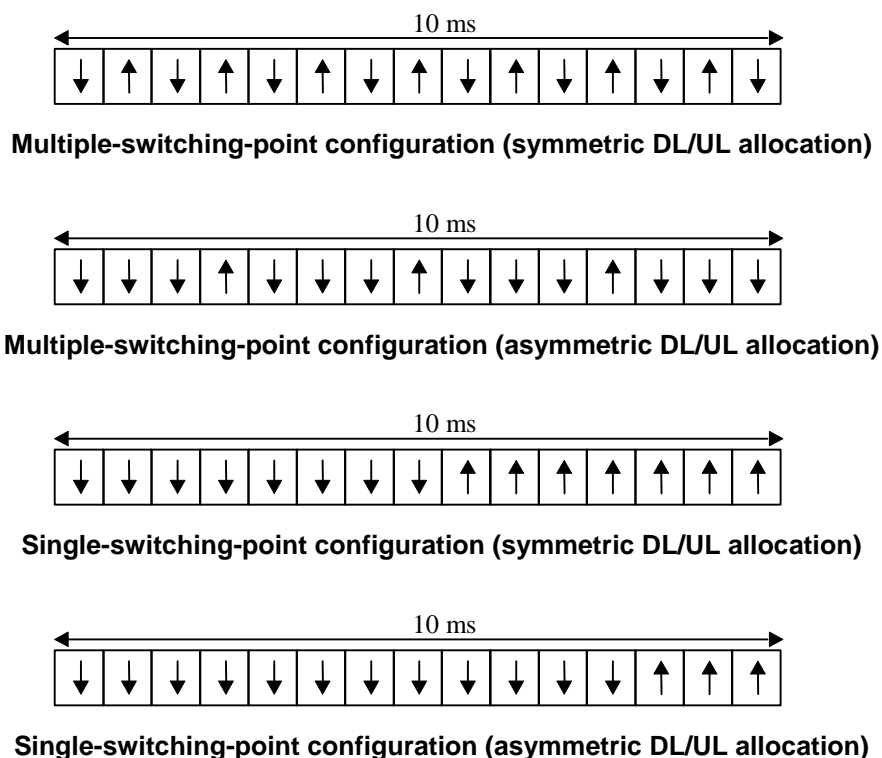 10 ms
Multiple-switching-point configuration (symmetric DL/UL allocation)
10 ms
Multiple-switching-point configuration (asymmetric DL/UL allocation)
10 ms
Single-switching-point configuration (symmetric DL/UL allocation)
10 ms
Single-switching-point configuration (asymmetric DL/UL allocation)